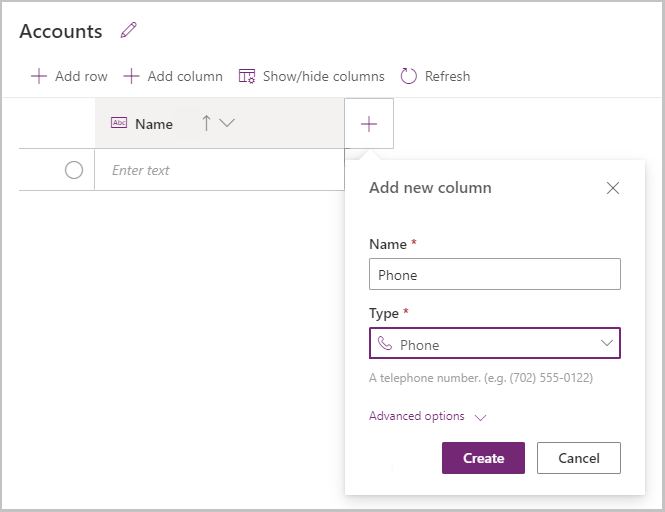 Accounts
Add row Add column Show/hide columns Refresh
Abc Name
Enter text
Add new column
Name *
Phone
Type *
Phone
A telephone number. (e.g. (702) 555-0122)
Advanced options
Create Cancel